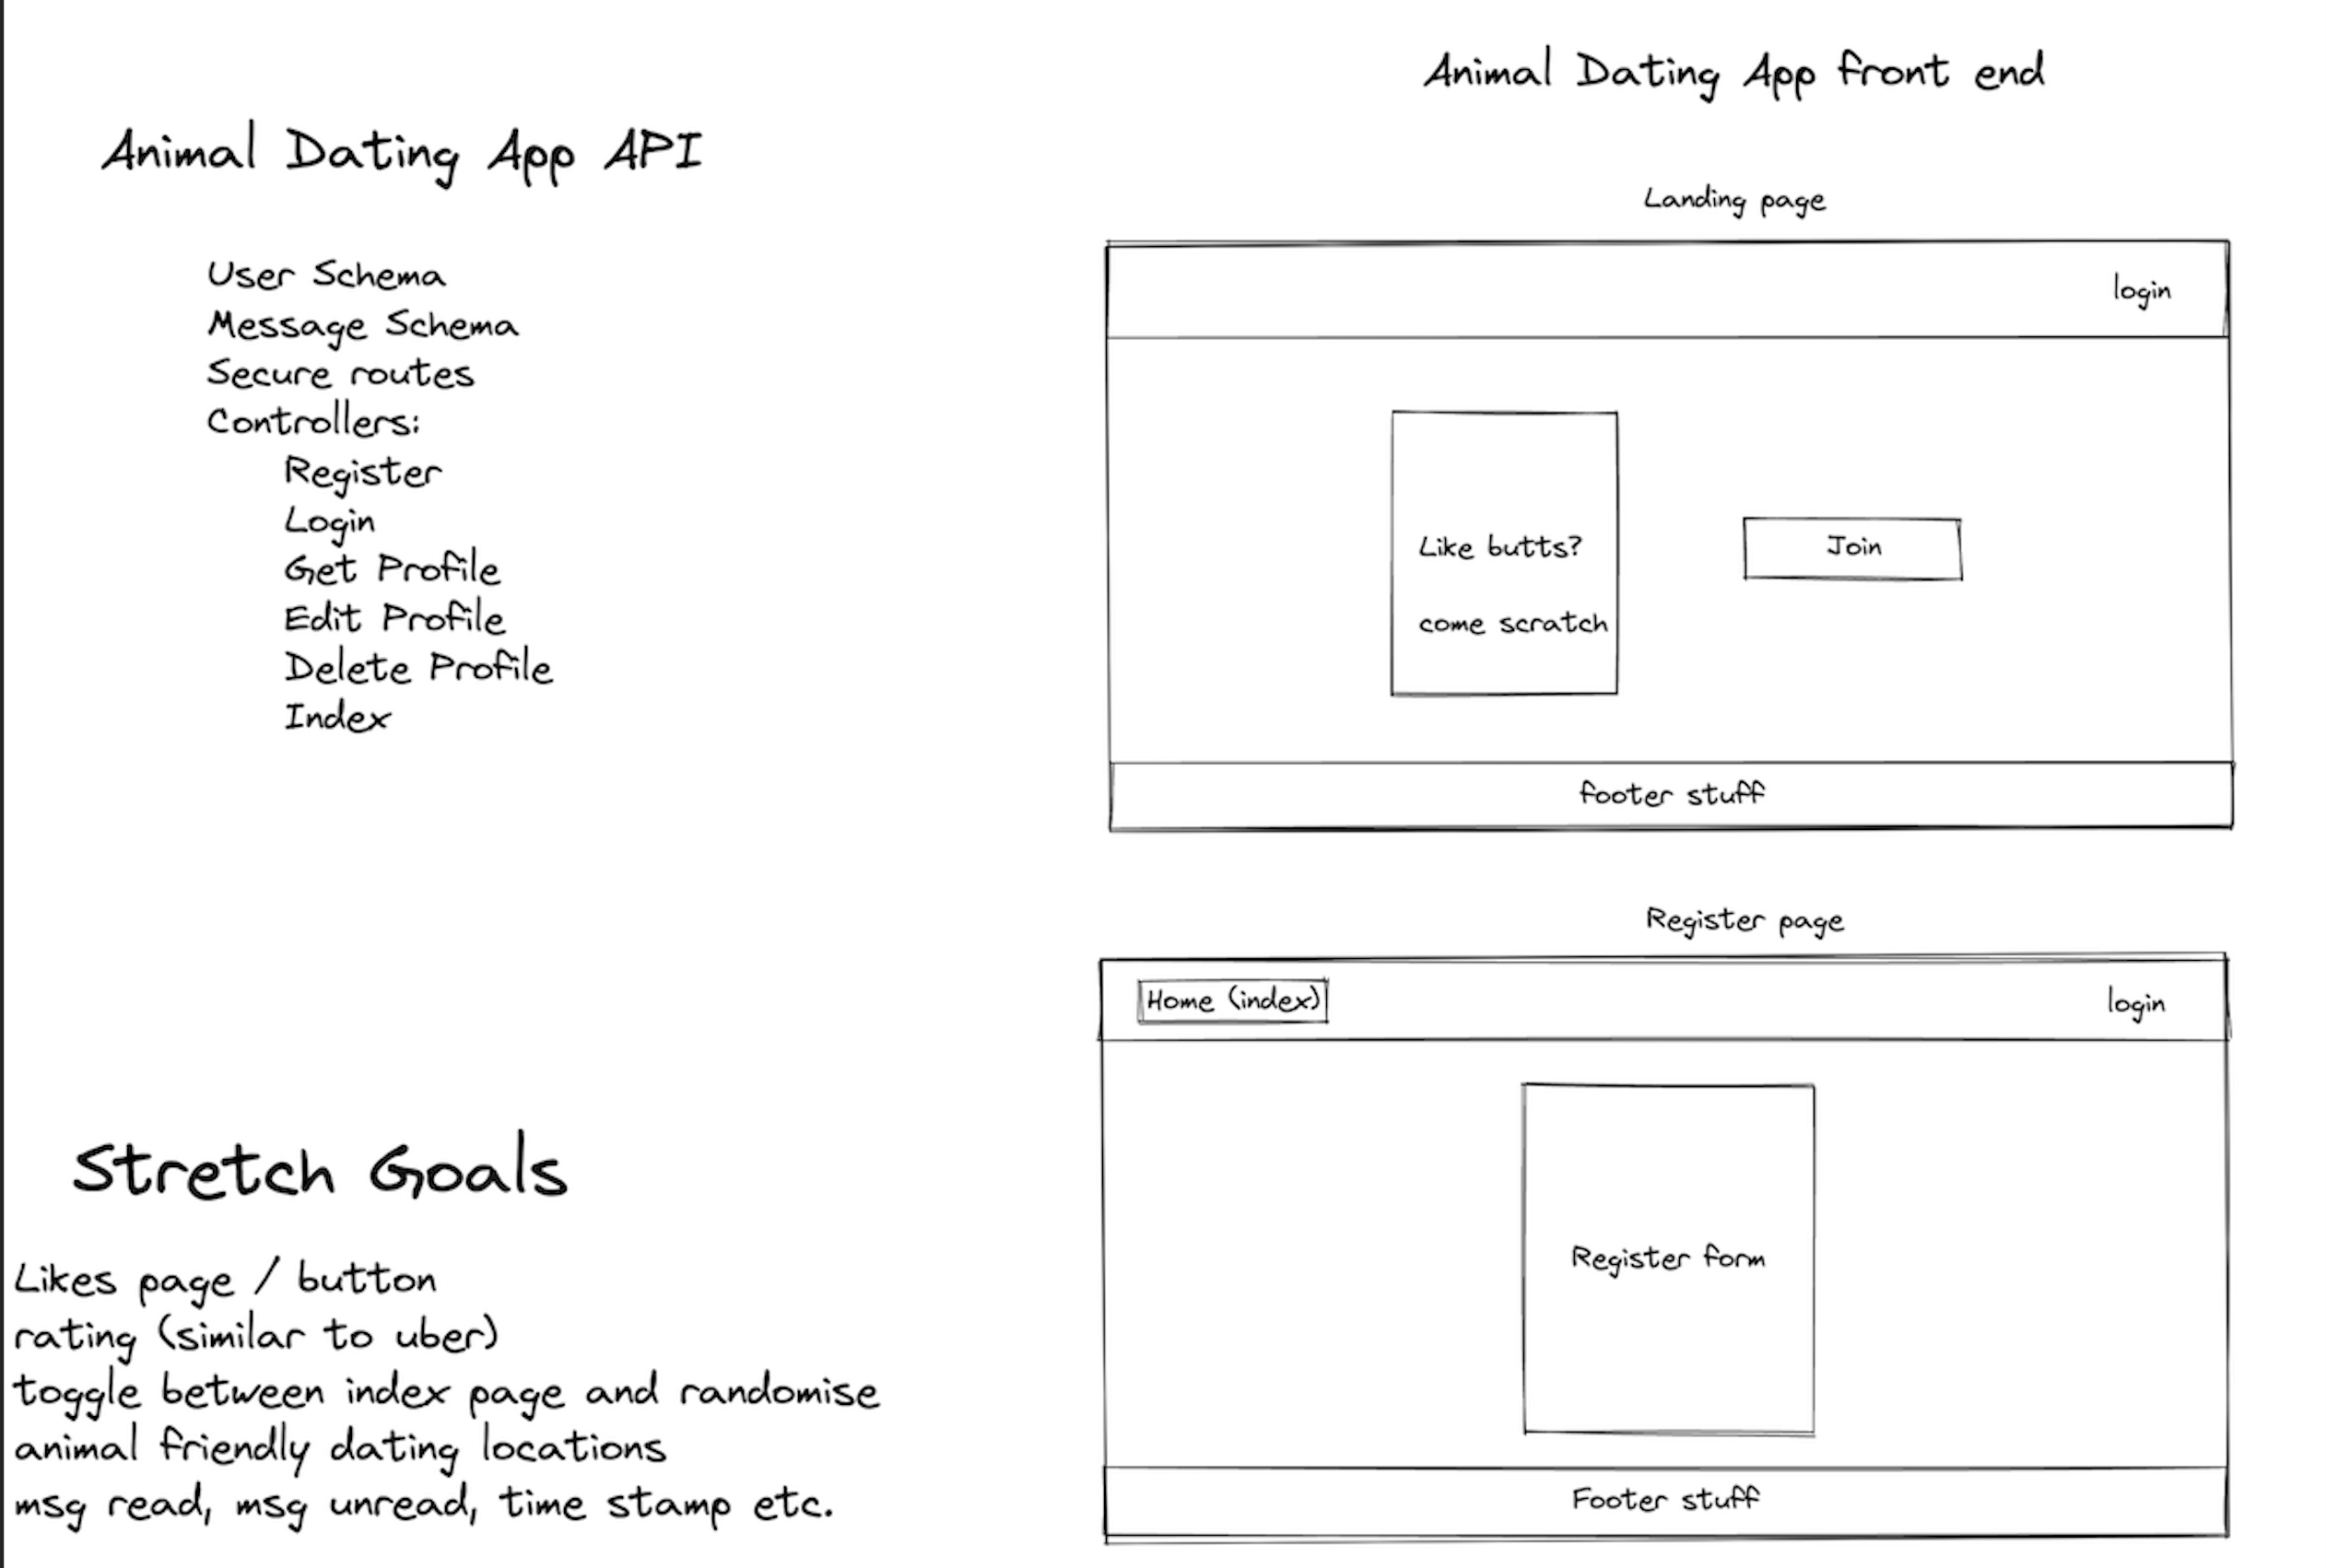 Animal Dating App API
User Schema
Message Schema
Secure routes
Controllers:
Register
Login
Get Profile
Edit Profile
Delete Profile
Index
Stretch Goals
Likes page / button
rating (similar to uber)
toggle between index page and randomise
animal friendly dating locations
msg read, msg unread, time stamp etc.
Animal Dating App front end
Landing page
login
Like butts?
come scratch
Join
footer stuff
Register page
Home (index)
login
Register form
Footer stuff